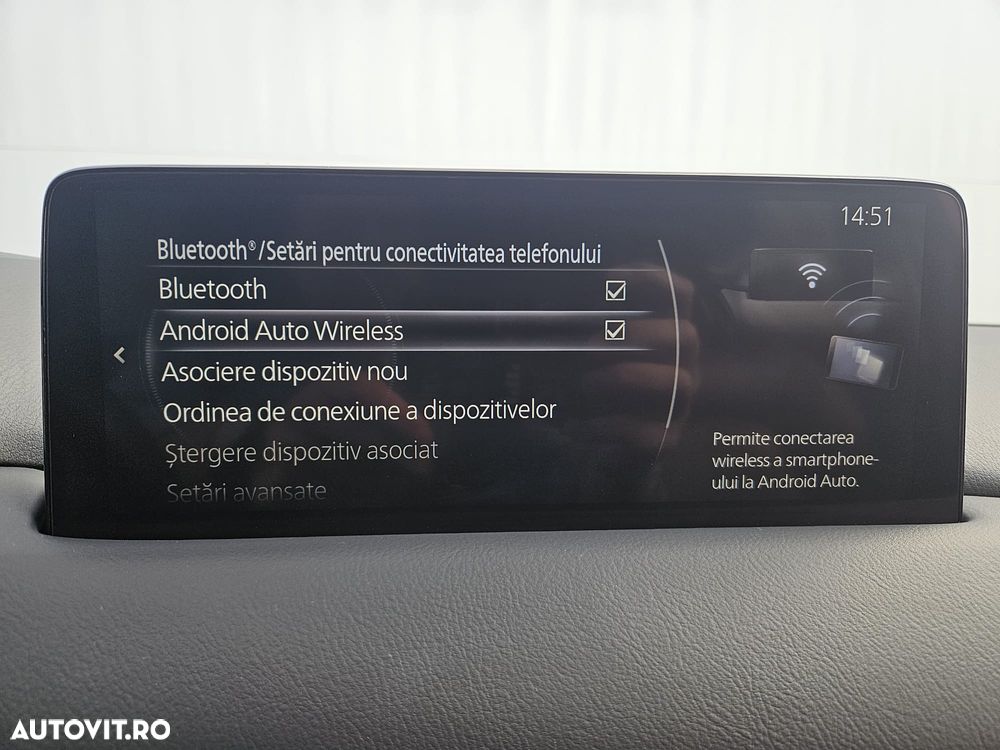 14:51
Bluetooth®/Setări pentru conectivitatea telefonului
Bluetooth
Android Auto Wireless
Asociere dispozitiv nou
Ordinea de conexiune a dispozitivelor
Ștergere dispozitiv asociat
Setări avansate
Permite conectarea
wireless a smartphone-
ului la Android Auto.
AUTOVIT.RO